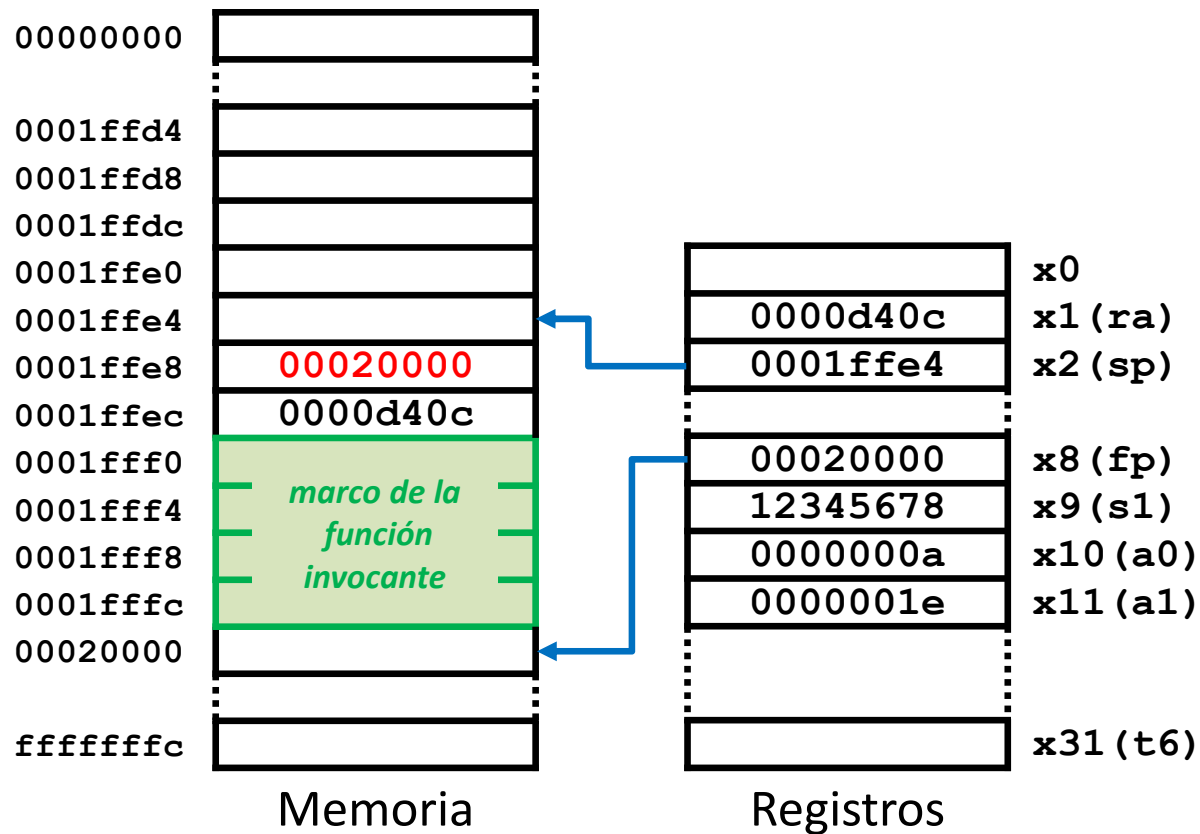 00000000
0001ffd4
0001ffd8
0001ffdc
0001ffe0 x0
0001ffe4 0000d40c x1(ra)
0001ffe8 00020000 0001ffe4 x2(sp)
0001ffec 0000d40c
0001fff0 00020000 x8(fp)
marco de la
0001fff4 12345678 x9(s1)
función
0001fff8 0000000a x10(a0)
invocante
0001fffc 0000001e x11(a1)
00020000
fffffffc x31(t6)
Memoria Registros